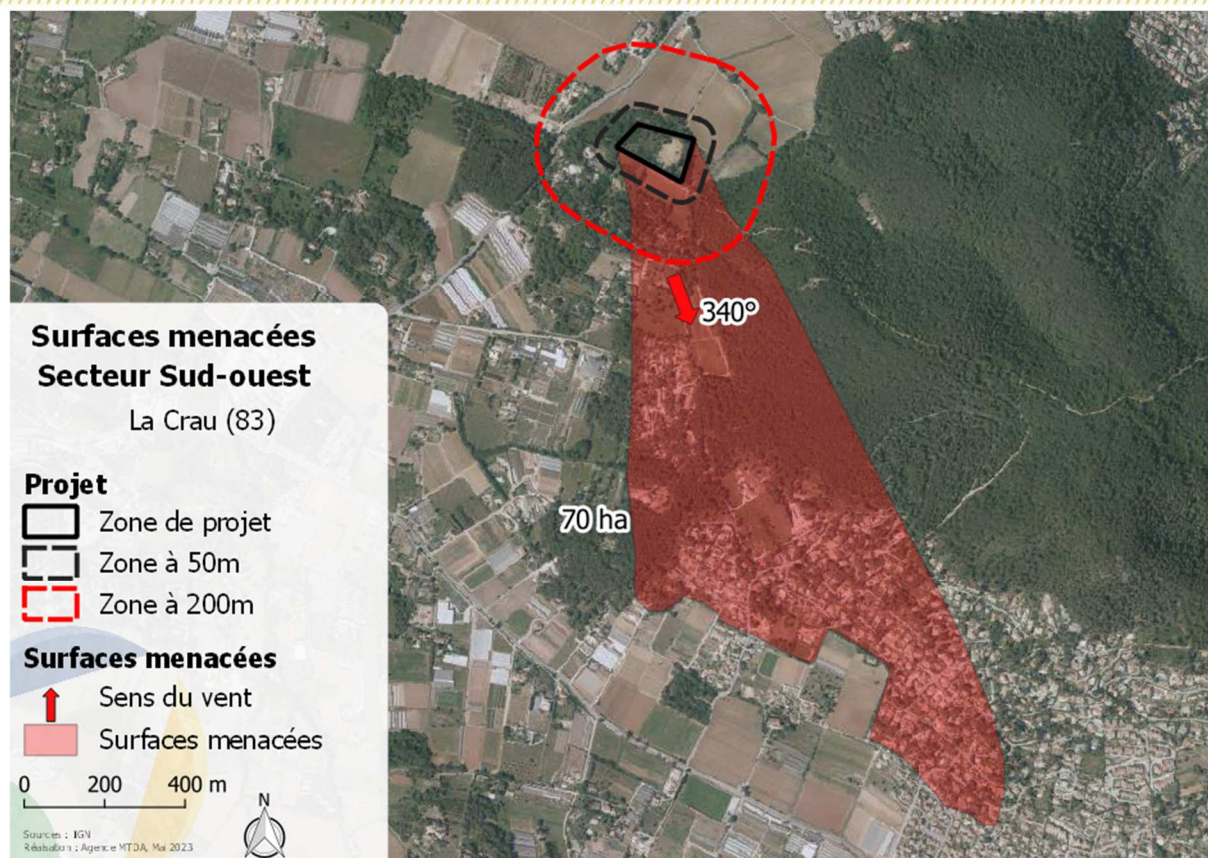 340°
70 ha
Surfaces menacées
Secteur Sud-ouest
La Crau (83)
Projet
Zone de projet
Zone à 50m
Zone à 200m
Surfaces menacées
Sens du vent
Surfaces menacées
0 200 400 m
N
Sources : IGN
Réalisation : Agence MTDA, Mai 2023